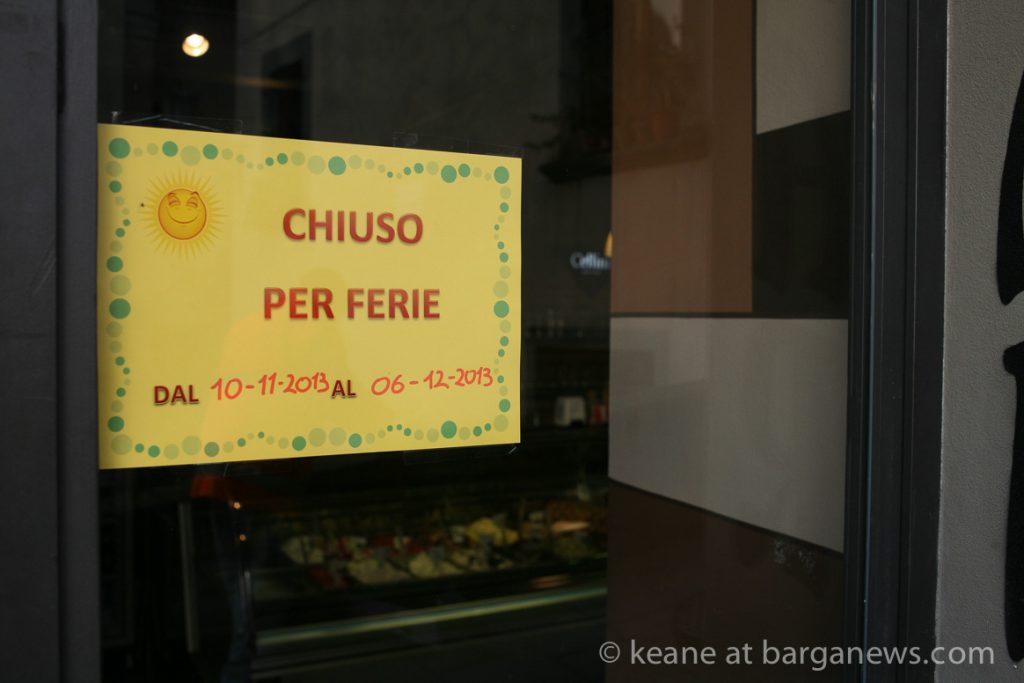 CHIUSO
PER FERIE
DAL 10-11-2013 AL 06-12-2013
© keane at barganews.com